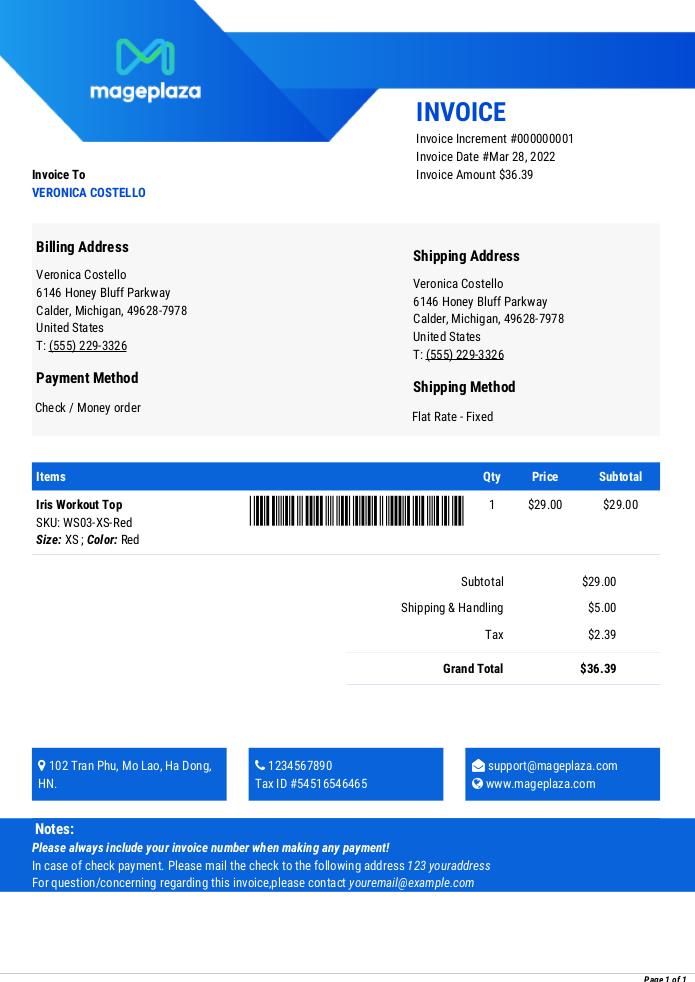 mageplaza
INVOICE
Invoice Increment #000000001
Invoice Date #Mar 28, 2022
Invoice Amount $36.39
Invoice To
VERONICA COSTELLO
Billing Address
Veronica Costello
6146 Honey Bluff Parkway
Calder, Michigan, 49628-7978
United States
T: (555) 229-3326
Payment Method
Check / Money order
Shipping Address
Veronica Costello
6146 Honey Bluff Parkway
Calder, Michigan, 49628-7978
United States
T: (555) 229-3326
Shipping Method
Flat Rate - Fixed
Items Qty Price Subtotal
Iris Workout Top 1 $29.00 $29.00
SKU: WS03-XS-Red
Size: XS ; Color: Red
Subtotal $29.00
Shipping & Handling $5.00
Tax $2.39
Grand Total $36.39
102 Tran Phu, Mo Lao, Ha Dong,
HN.
1234567890
Tax ID #54516546465
support@mageplaza.com
www.mageplaza.com
Notes:
Please always include your invoice number when making any payment!
In case of check payment. Please mail the check to the following address 123 youraddress
For question/concerning regarding this invoice,please contact youremail@example.com
Page 1 of 1